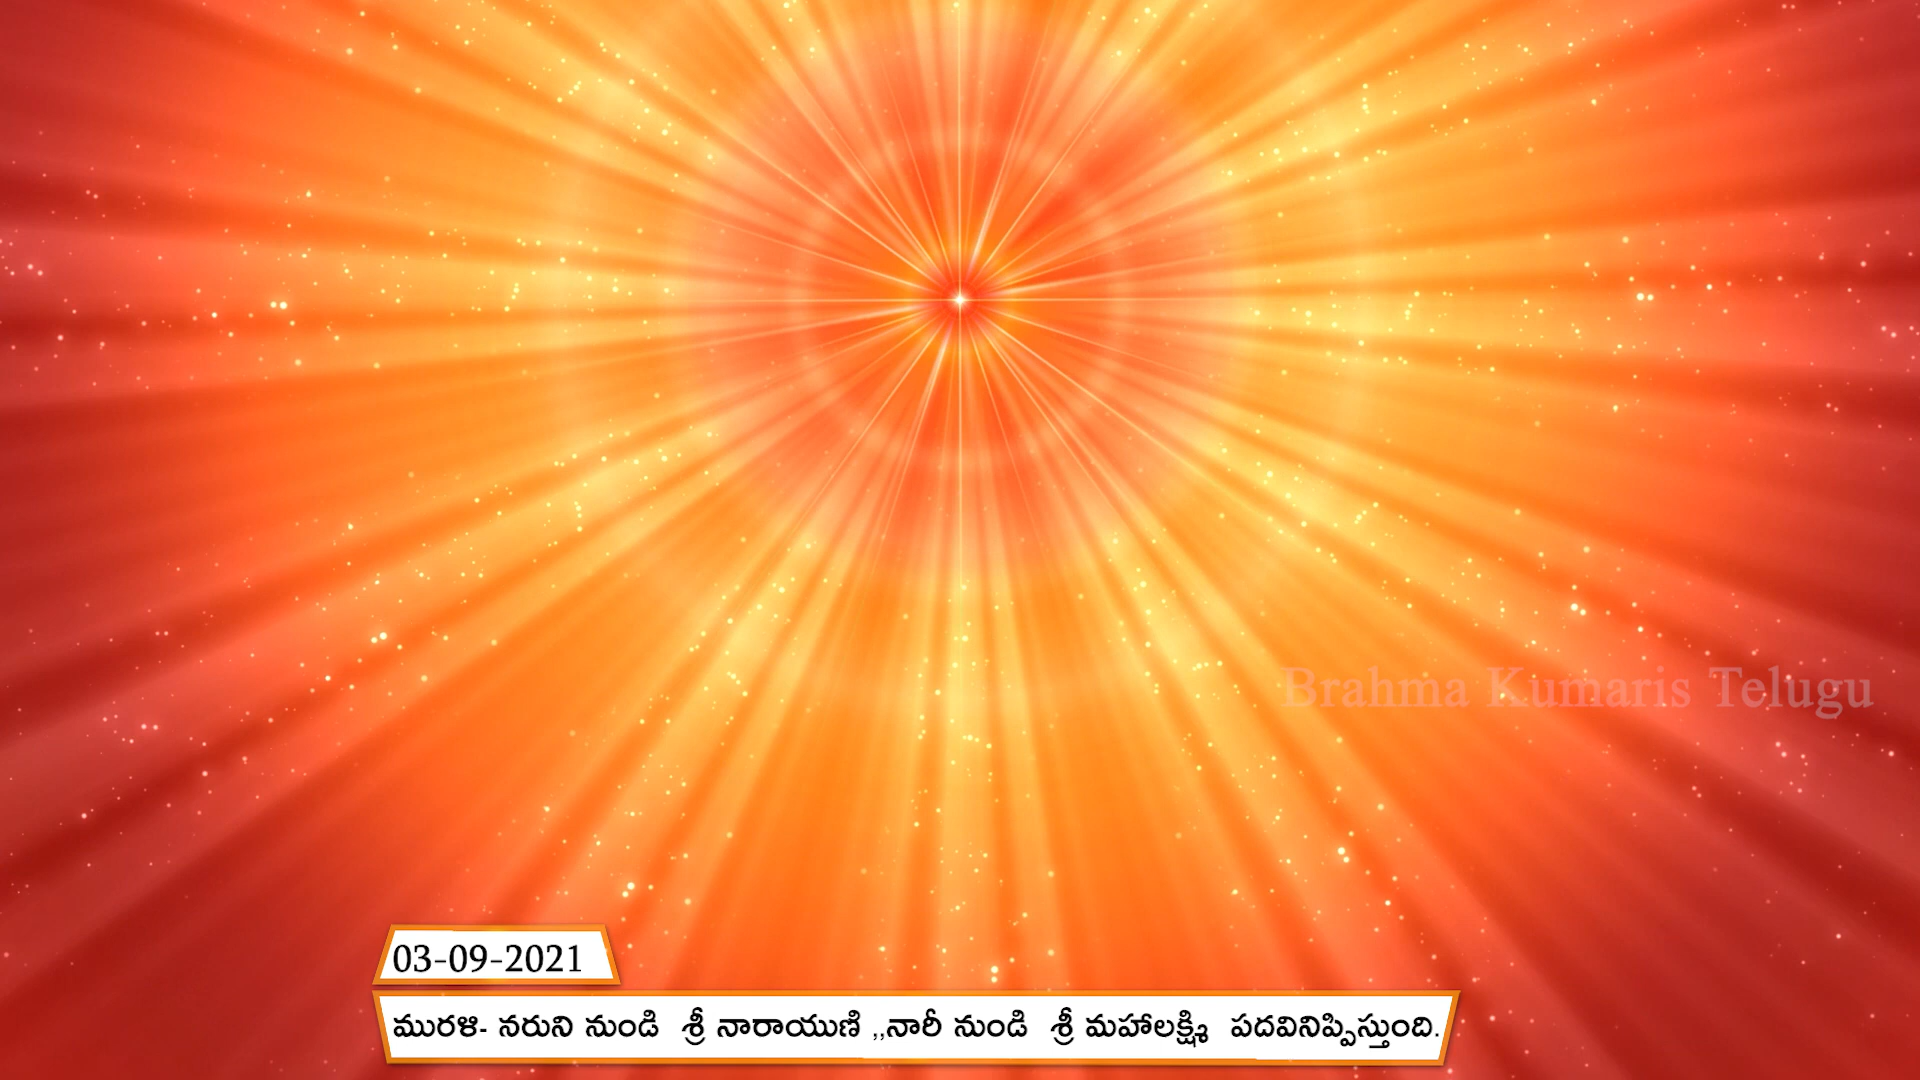 Brahma Kumaris Telugu
03-09-2021
మురళి- నరుని నుండి శ్రీ నారాయుణి ,,నారీ నుండి శ్రీ మహాలక్ష్మి పదవినిప్పిస్తుంది.